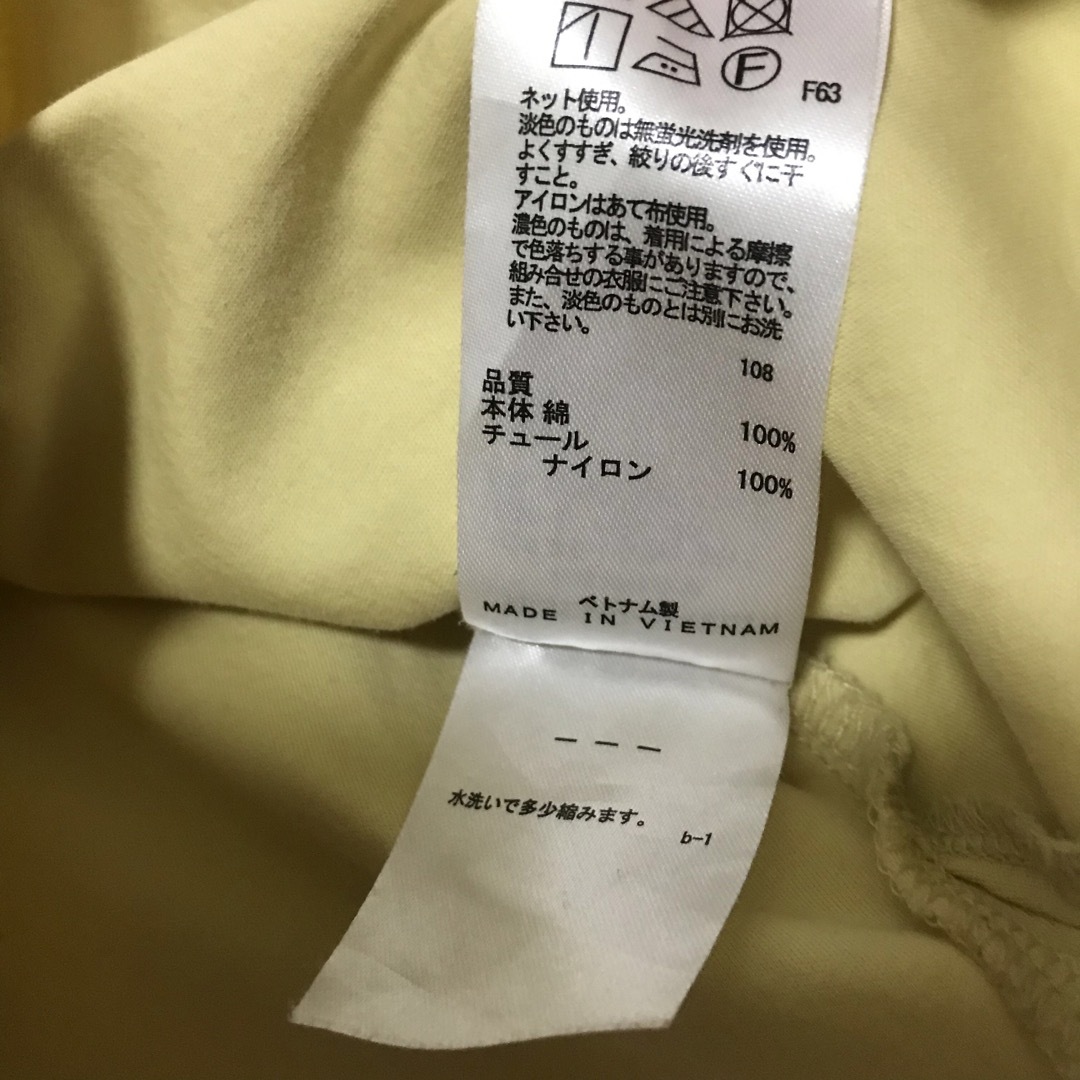 F
F63
ネット使用。
淡色のものは無蛍光洗剤を使用。
よくすすぎ、絞りの後すぐに干
すこと。
アイロンはあて布使用。
濃色のものは、着用による摩擦
で色落ちする事がありますので、
組み合せの衣服にご注意下さい。
また、淡色のものとは別にお洗
い下さい。
108
品質
本体 綿 100%
チュール
ナイロン 100%
ベトナム製
MADE IN VIETNAM
— — —
水洗いで多少縮みます。
b-1